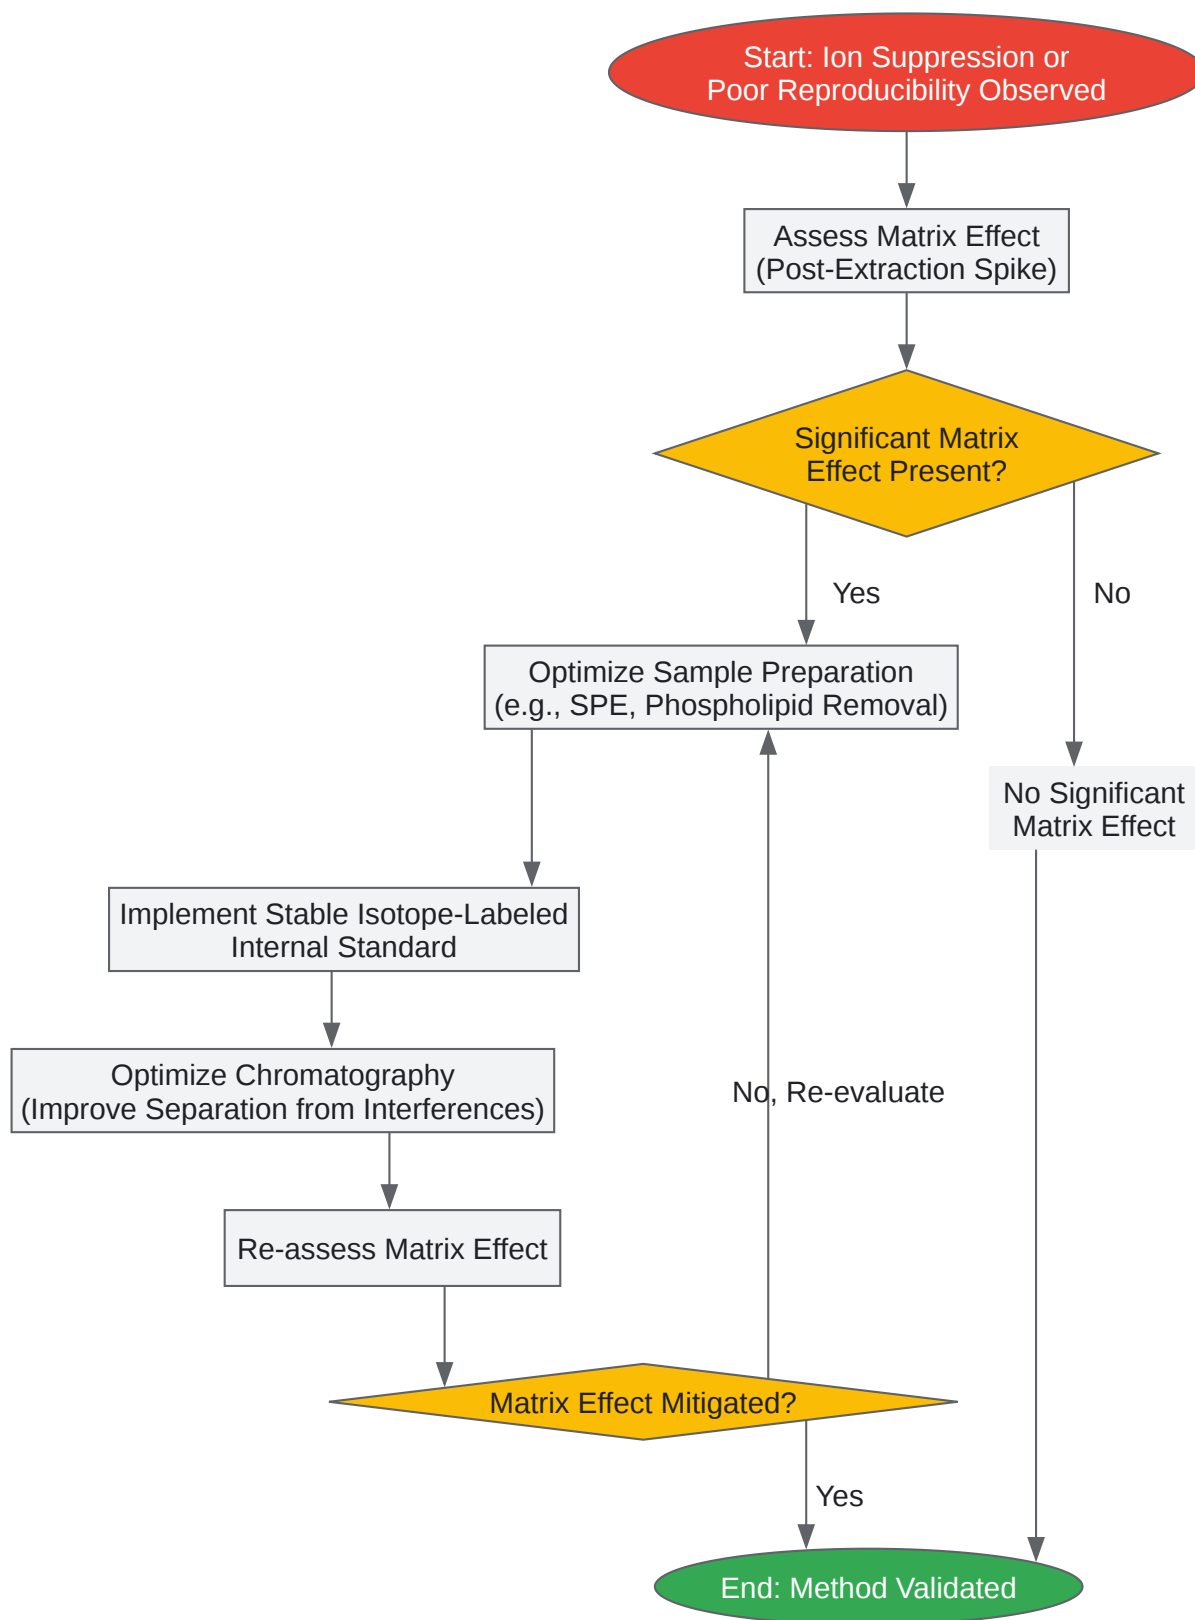 Start: Ion Suppression or
Poor Reproducibility Observed
Assess Matrix Effect
(Post-Extraction Spike)
Significant Matrix
Effect Present?
Yes
No
Optimize Sample Preparation
(e.g., SPE, Phospholipid Removal)
No Significant
Matrix Effect
Implement Stable Isotope-Labeled
Internal Standard
Optimize Chromatography
(Improve Separation from Interferences)
No, Re-evaluate
Re-assess Matrix Effect
Matrix Effect Mitigated?
Yes
End: Method Validated